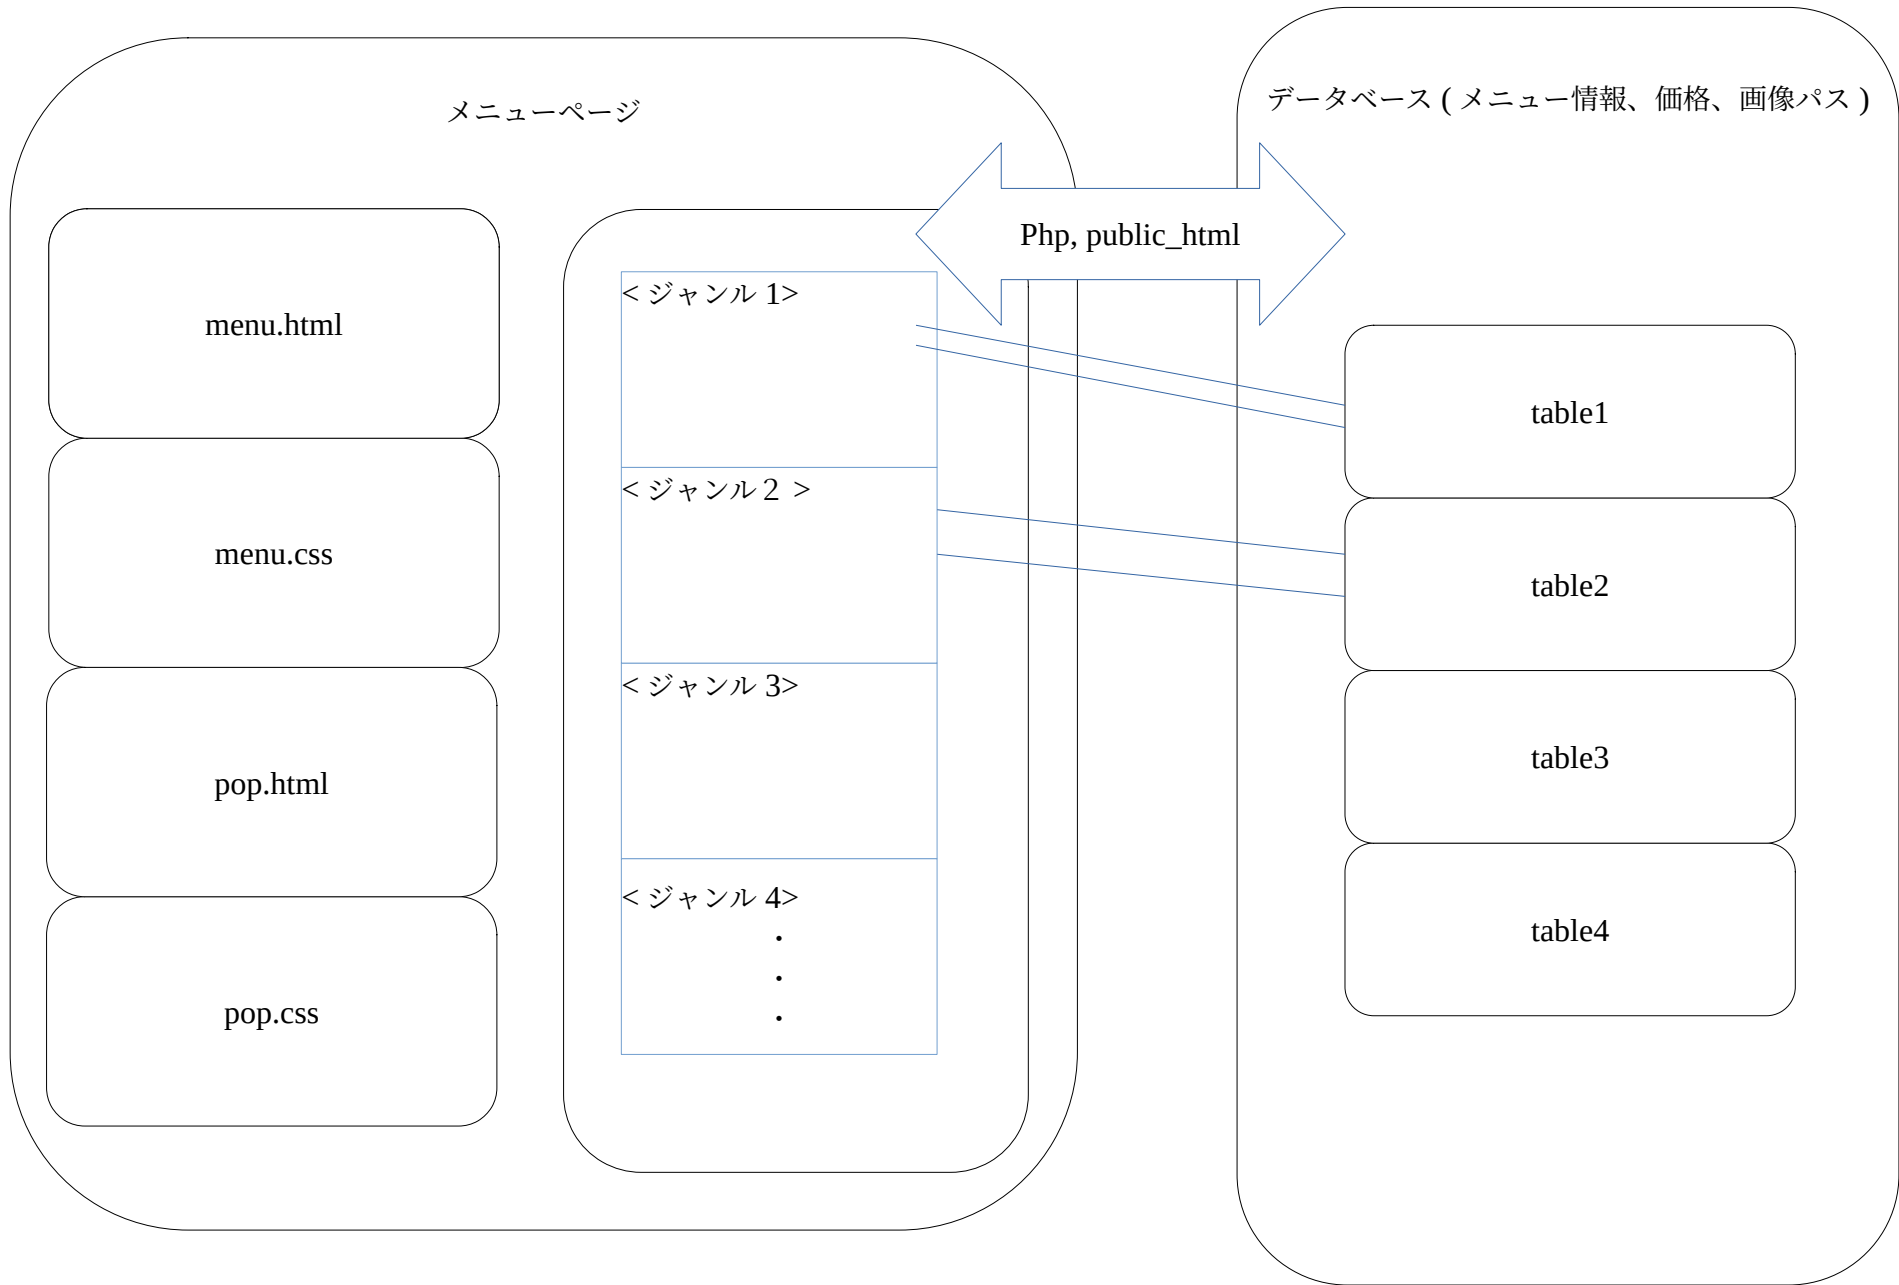 メニューページ
データベース ( メニュー情報、価格、画像パス )
Php, public_html
menu.html
menu.css
pop.html
pop.css
< ジャンル 1>
< ジャンル２ >
< ジャンル 3>
< ジャンル 4>
・
・
・
table1
table2
table3
table4